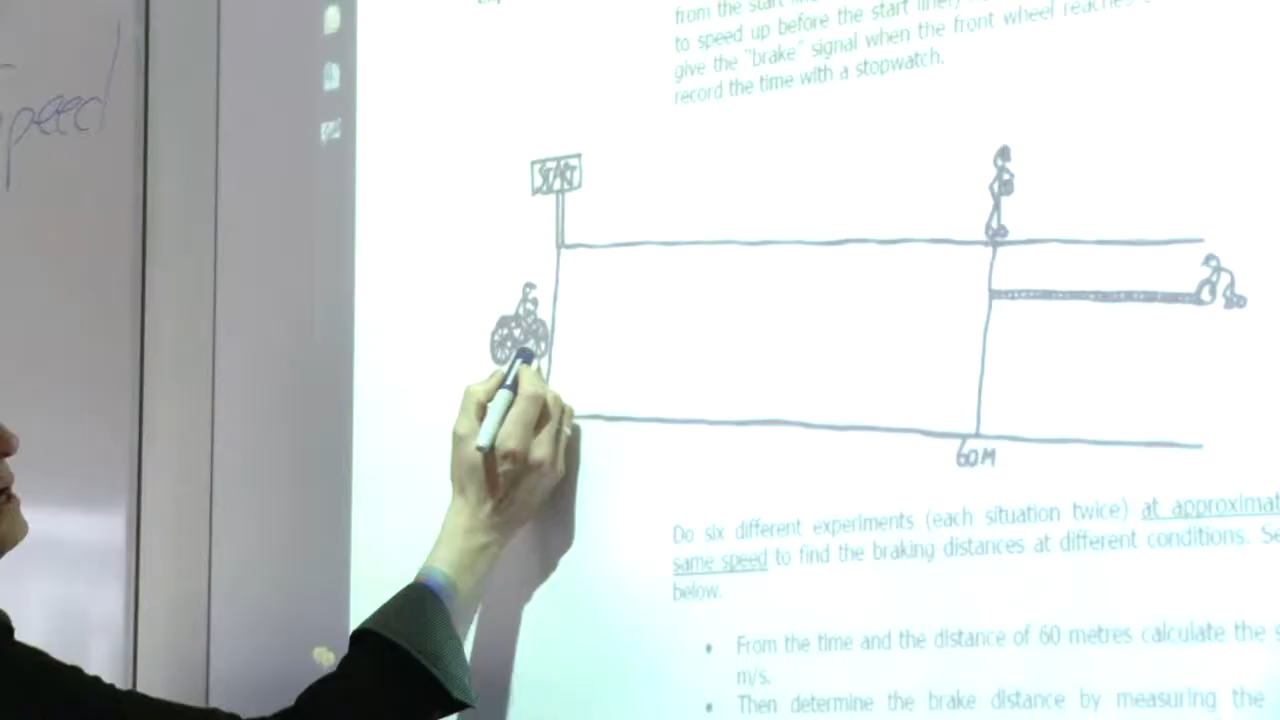 from the start
to speed up before the start line)
give the "brake" signal when the front wheel reaches
record the time with a stopwatch.
peed
START
60M
Do six different experiments (each situation twice) at approximat
same speed to find the braking distances at different conditions. Se
below.
• From the time and the distance of 60 metres calculate the s
m/s.
• Then determine the brake distance by measuring the